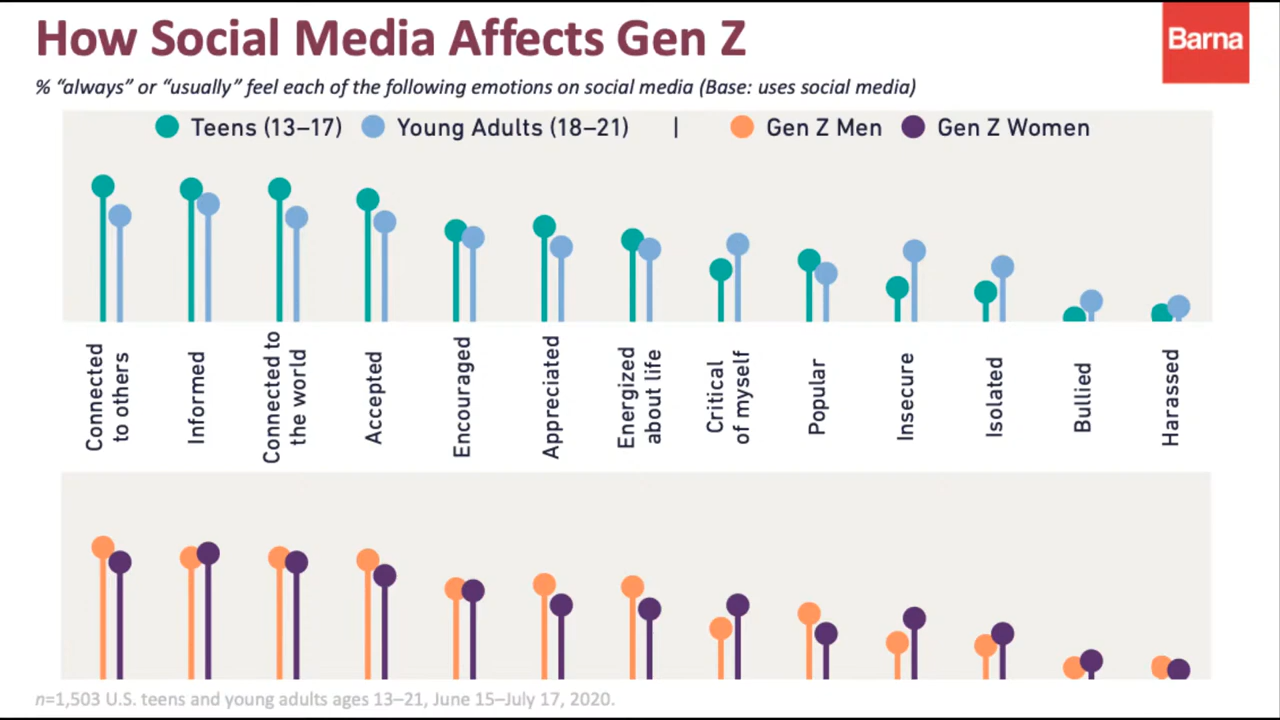 How Social Media Affects Gen Z
Barna
% “always” or “usually” feel each of the following emotions on social media (Base: uses social media)
Teens (13–17) Young Adults (18–21) | Gen Z Men Gen Z Women
Connected
to others
Informed
Connected to
the world
Accepted
Encouraged
Appreciated
Energized
about life
Critical
of myself
Popular
Insecure
Isolated
Bullied
Harassed
n=1,503 U.S. teens and young adults ages 13–21, June 15–July 17, 2020.